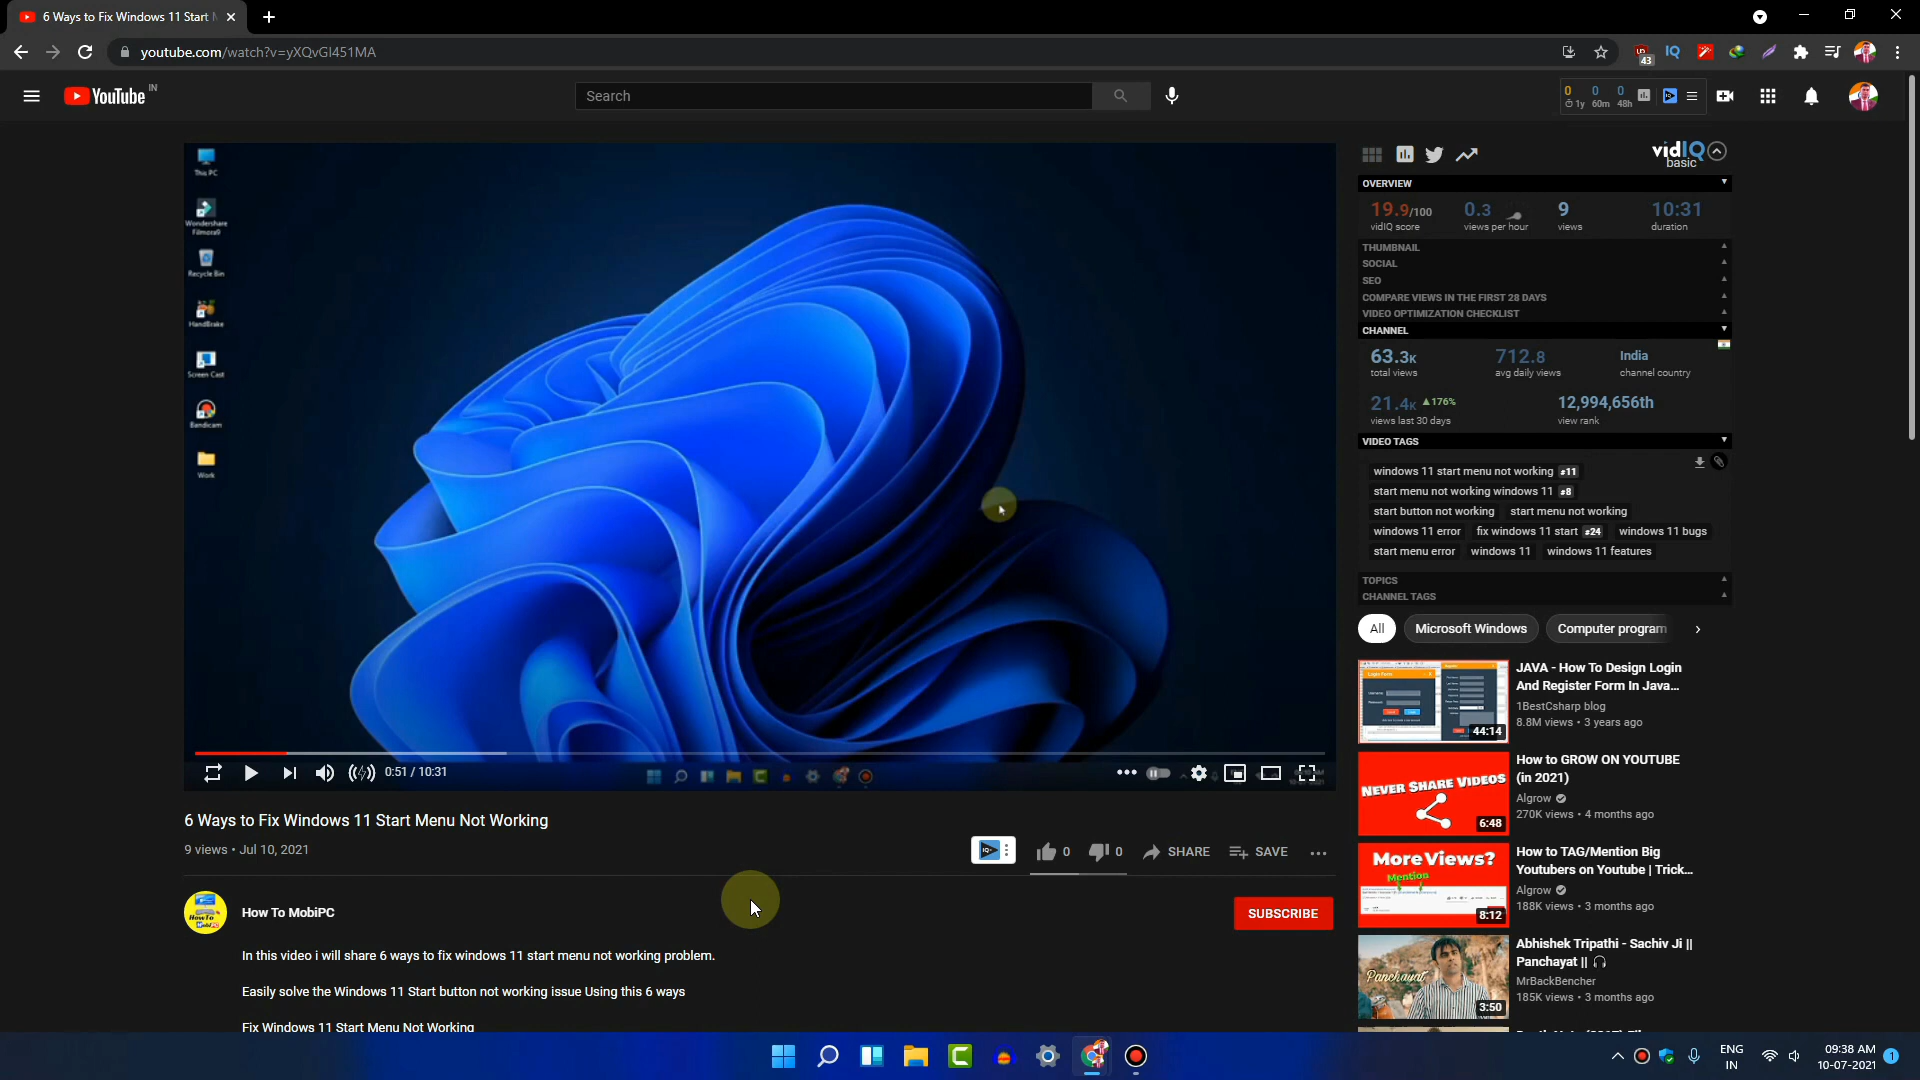 6 Ways to Fix Windows 11 Start M
youtube.com/watch?v=yXQvGI451MA
43
IQ
YouTube IN
Search
0 0 0
1y 60m 48h
This PC
Wondershare
Filmora9
Recycle Bin
HandBrake
Screen Cast
Bandicam
Work
0:51 / 10:31
6 Ways to Fix Windows 11 Start Menu Not Working
9 views • Jul 10, 2021
0 0 SHARE SAVE
How To MobiPC
SUBSCRIBE
In this video i will share 6 ways to fix windows 11 start menu not working problem.
Easily solve the Windows 11 Start button not working issue Using this 6 ways
Fix Windows 11 Start Menu Not Working
vidIQ
basic
OVERVIEW
19.9/100 0.3 9 10:31
vidIQ score views per hour views duration
THUMBNAIL
SOCIAL
SEO
COMPARE VIEWS IN THE FIRST 28 DAYS
VIDEO OPTIMIZATION CHECKLIST
CHANNEL
63.3K 712.8 India
total views avg daily views channel country
21.4K ▲176% 12,994,656th
views last 30 days view rank
VIDEO TAGS
windows 11 start menu not working #11
start menu not working windows 11 #8
start button not working start menu not working
windows 11 error fix windows 11 start #24 windows 11 bugs
start menu error windows 11 windows 11 features
TOPICS
CHANNEL TAGS
All Microsoft Windows Computer program
44:14
JAVA - How To Design Login
And Register Form In Java...
1BestCsharp blog
8.8M views • 3 years ago
NEVER SHARE VIDEOS
6:48
How to GROW ON YOUTUBE
(in 2021)
Algrow
270K views • 4 months ago
More Views?
Mention
8:12
How to TAG/Mention Big
Youtubers on Youtube | Trick...
Algrow
188K views • 3 months ago
Panchayat
3:50
Abhishek Tripathi - Sachiv Ji ||
Panchayat ||
MrBackBencher
185K views • 3 months ago
ENG
IN
09:38 AM
10-07-2021
1